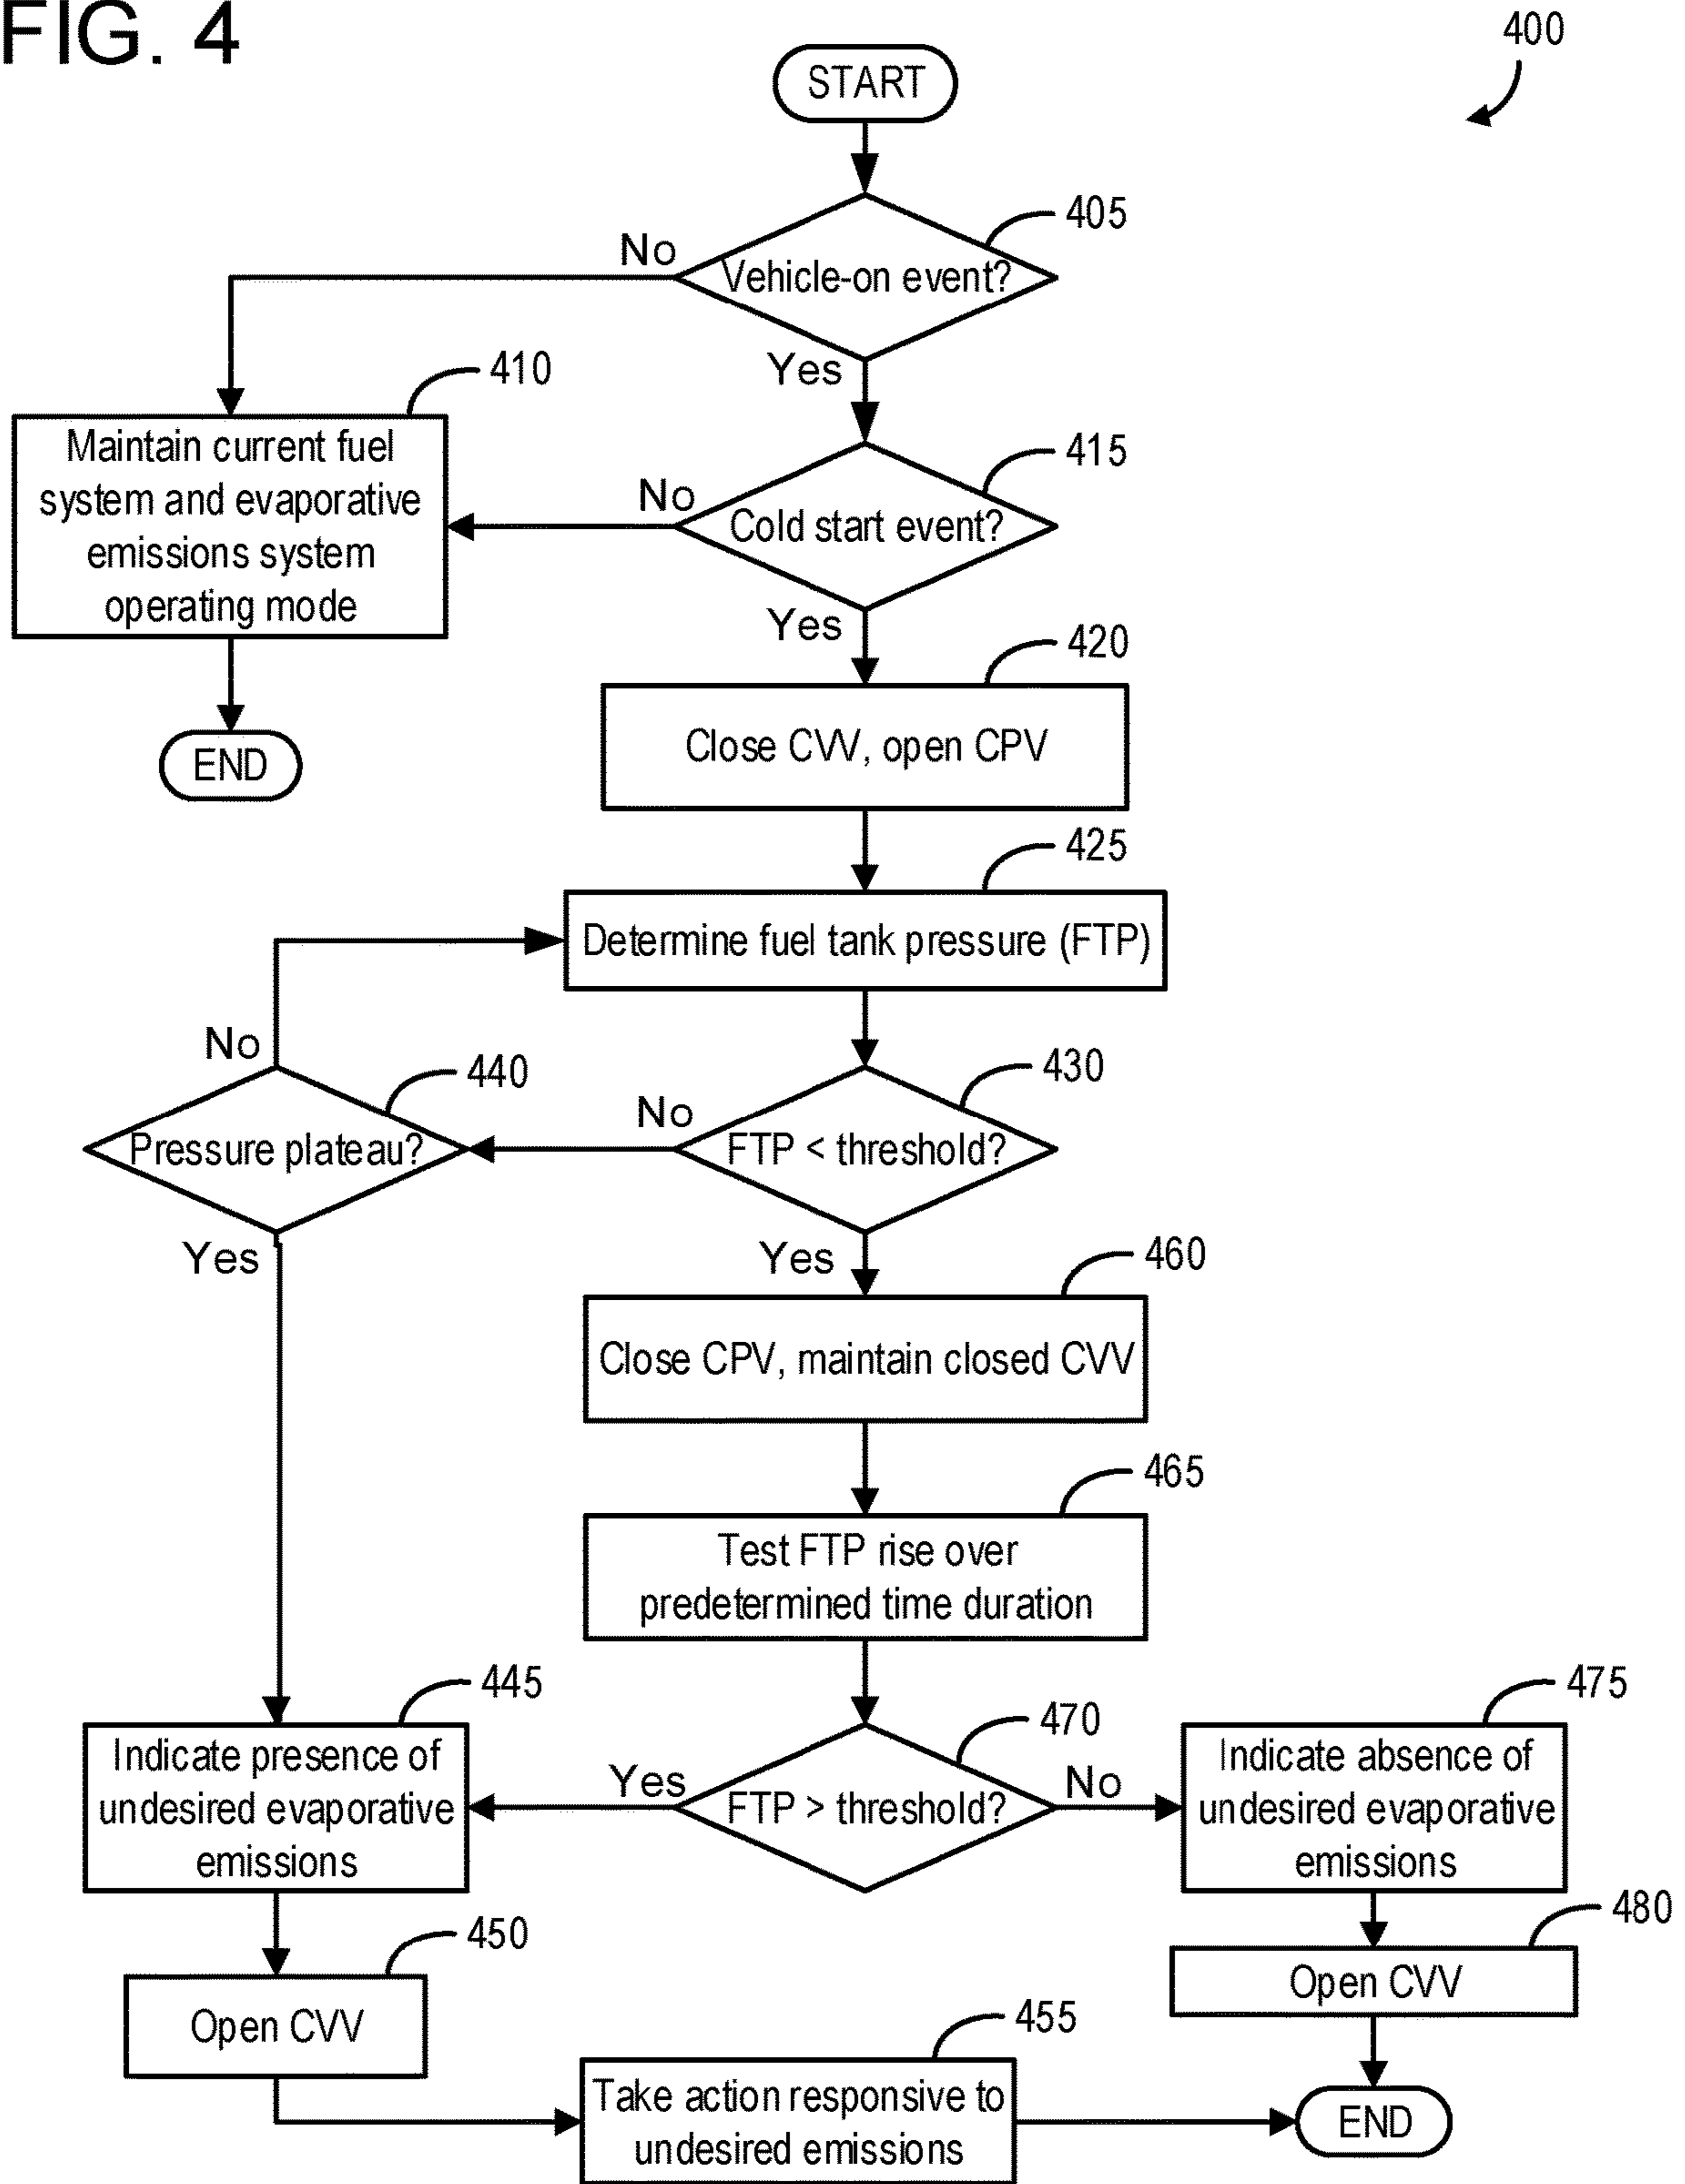 FIG. 4
400
START
405
No
Vehicle-on event?
Yes
410
Maintain current fuel
system and evaporative
emissions system
operating mode
415
No
Cold start event?
Yes
END
420
Close CVV, open CPV
425
Determine fuel tank pressure (FTP)
No
440
Pressure plateau?
Yes
430
No
FTP < threshold?
Yes
460
Close CPV, maintain closed CVV
465
Test FTP rise over
predetermined time duration
445
Indicate presence of
undesired evaporative
emissions
470
Yes
FTP > threshold?
No
475
Indicate absence of
undesired evaporative
emissions
450
Open CVV
480
Open CVV
455
Take action responsive to
undesired emissions
END